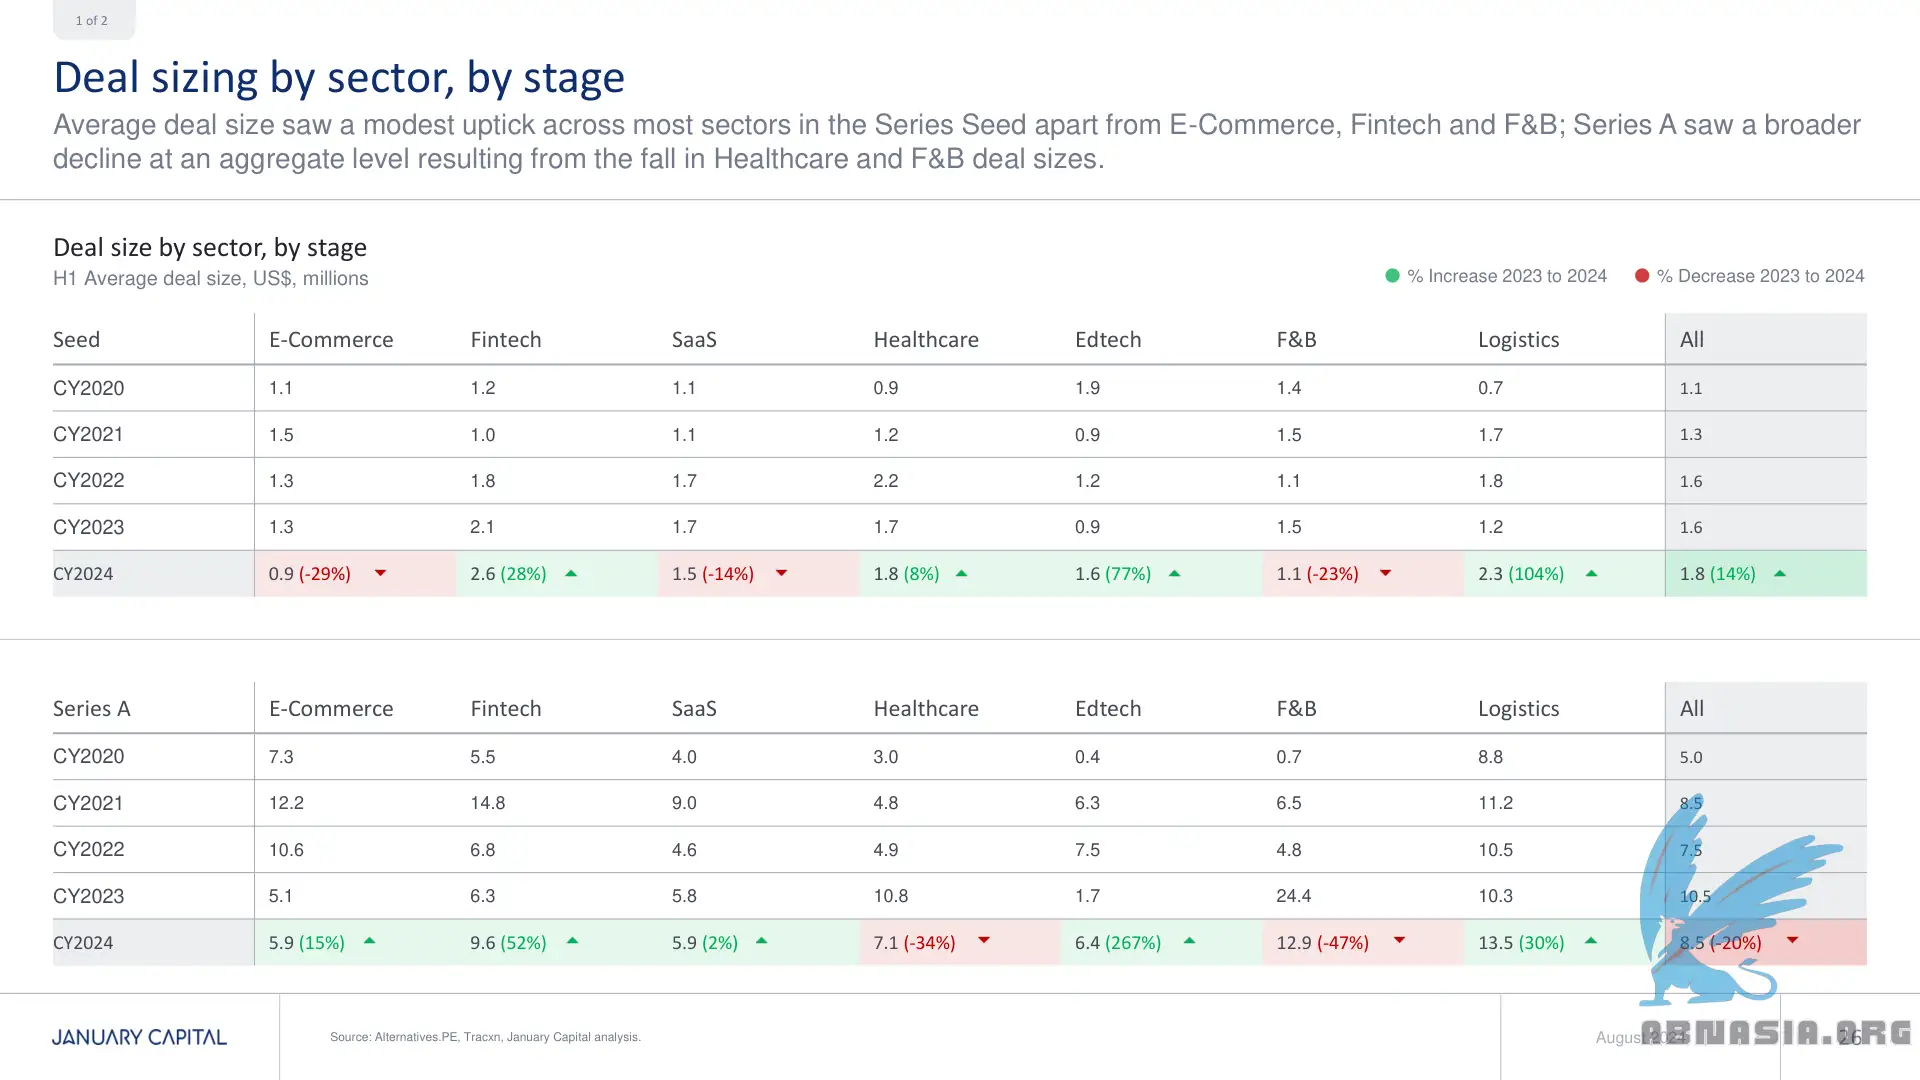 1 of 2
Deal sizing by sector, by stage
Average deal size saw a modest uptick across most sectors in the Series Seed apart from E-Commerce, Fintech and F&B; Series A saw a broader
decline at an aggregate level resulting from the fall in Healthcare and F&B deal sizes.
Deal size by sector, by stage
H1 Average deal size, US$, millions
% Increase 2023 to 2024 % Decrease 2023 to 2024
Seed E-Commerce Fintech SaaS Healthcare Edtech F&B Logistics All
CY2020 1.1 1.2 1.1 0.9 1.9 1.4 0.7 1.1
CY2021 1.5 1.0 1.1 1.2 0.9 1.5 1.7 1.3
CY2022 1.3 1.8 1.7 2.2 1.2 1.1 1.8 1.6
CY2023 1.3 2.1 1.7 1.7 0.9 1.5 1.2 1.6
CY2024 0.9 (-29%) 2.6 (28%) 1.5 (-14%) 1.8 (8%) 1.6 (77%) 1.1 (-23%) 2.3 (104%) 1.8 (14%)
Series A E-Commerce Fintech SaaS Healthcare Edtech F&B Logistics All
CY2020 7.3 5.5 4.0 3.0 0.4 0.7 8.8 5.0
CY2021 12.2 14.8 9.0 4.8 6.3 6.5 11.2 8.5
CY2022 10.6 6.8 4.6 4.9 7.5 4.8 10.5 7.5
CY2023 5.1 6.3 5.8 10.8 1.7 24.4 10.3 10.5
CY2024 5.9 (15%) 9.6 (52%) 5.9 (2%) 7.1 (-34%) 6.4 (267%) 12.9 (-47%) 13.5 (30%) 8.5 (-20%)
JANUARY CAPITAL Source: Alternatives.PE, Tracxn, January Capital analysis. August 2024 26
ABNASIA.ORG